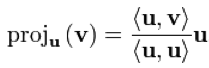 proj_𝐮 (𝐯) = ⟨𝐮, 𝐯⟩ / ⟨𝐮, 𝐮⟩ 𝐮